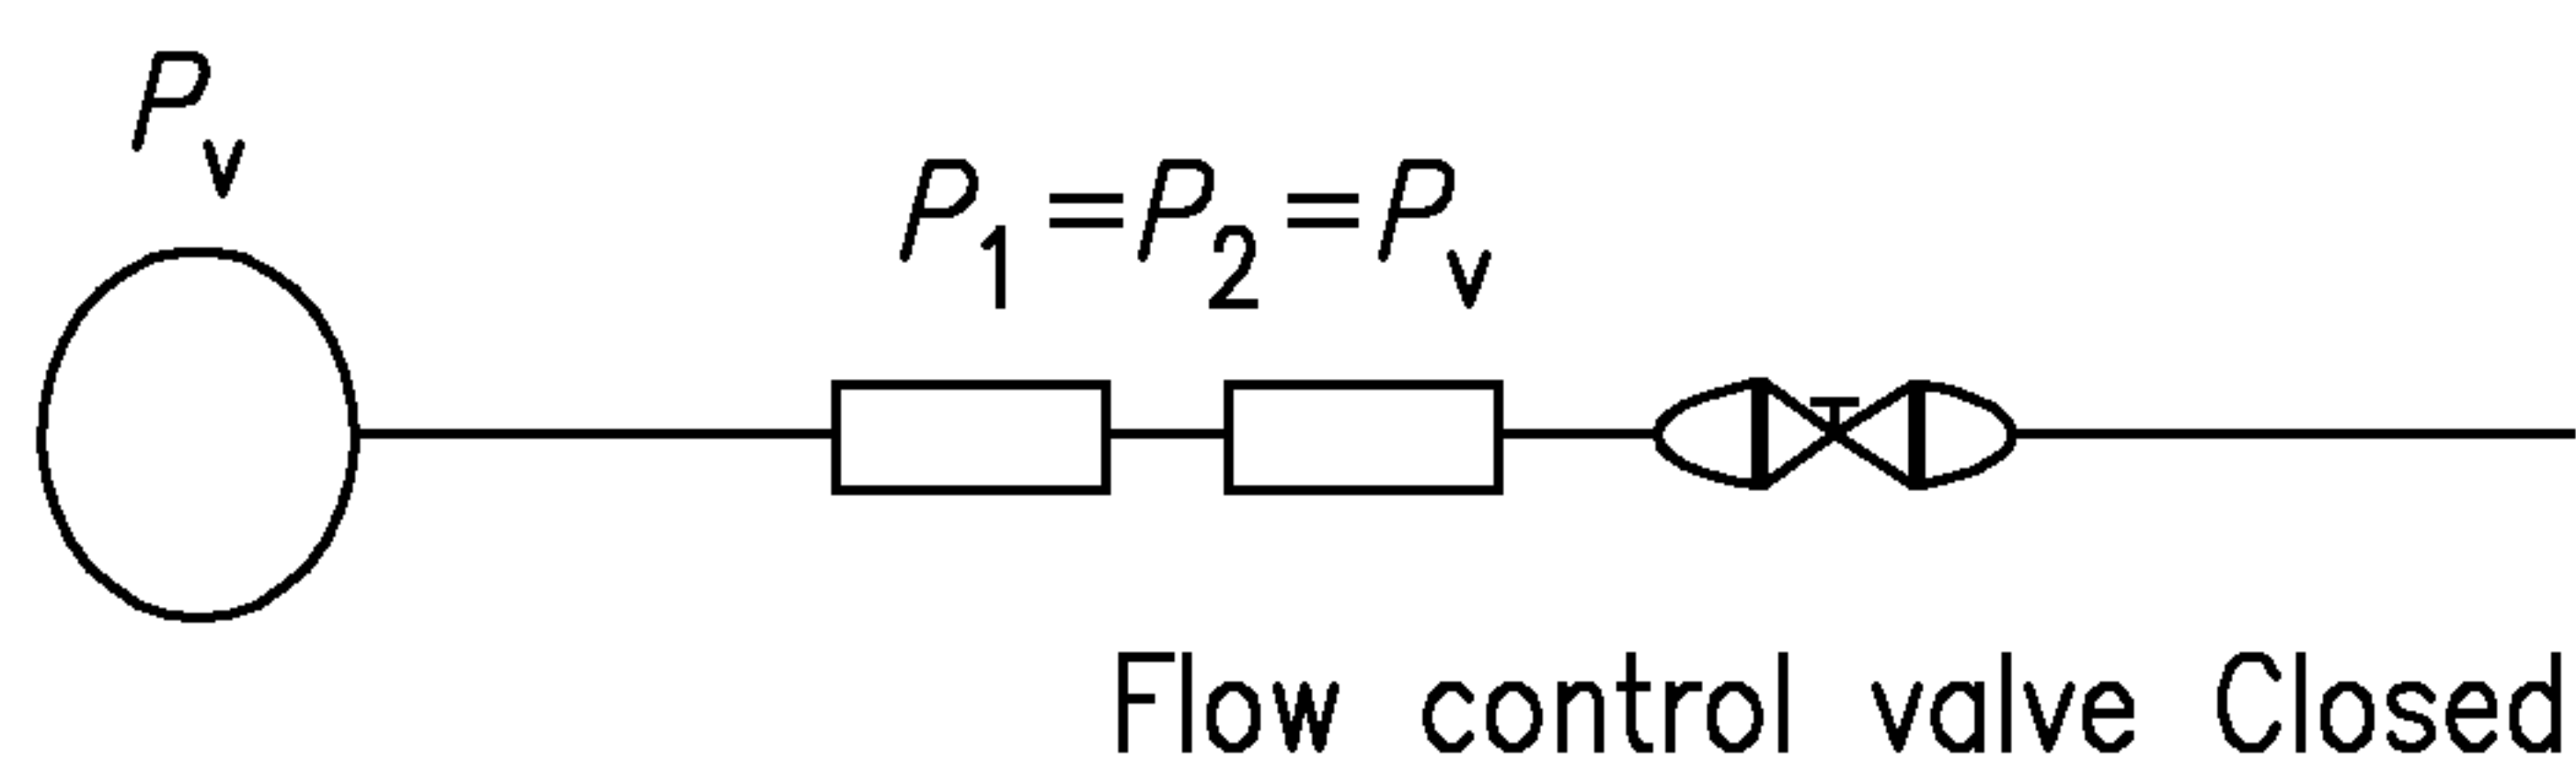 Pv
P1=P2=Pv
Flow control valve Closed